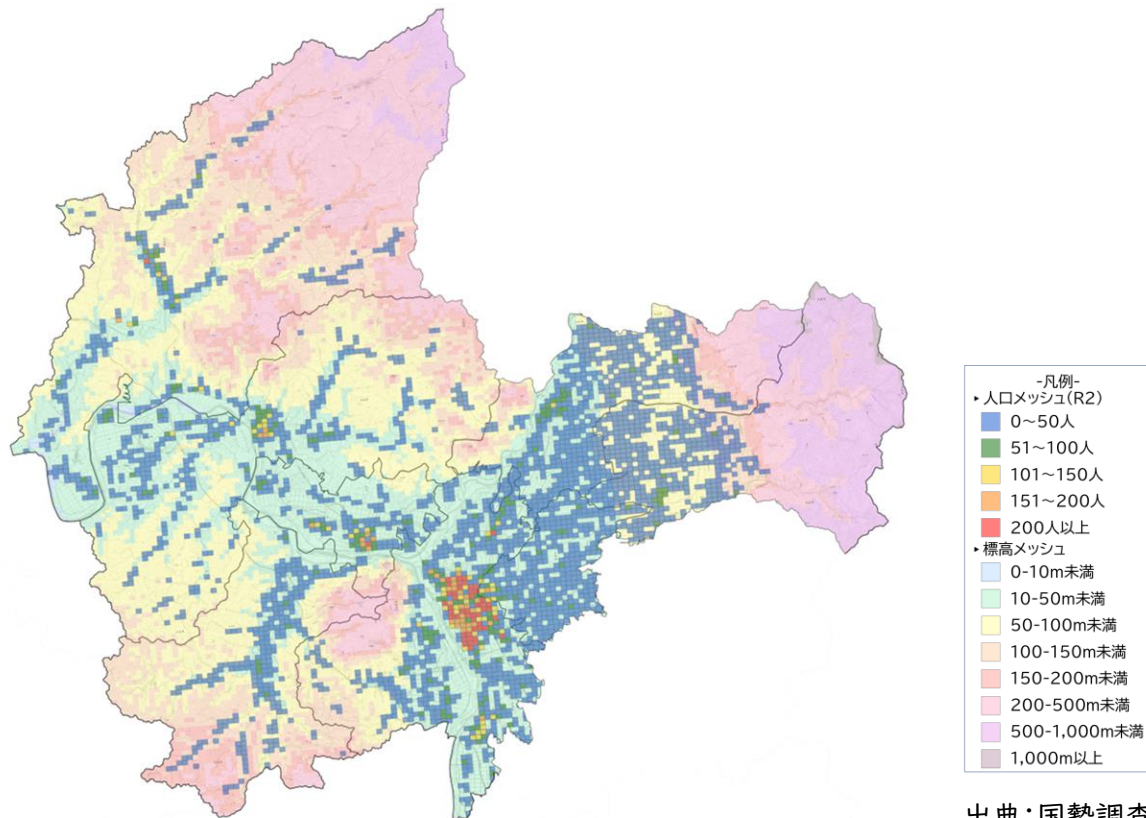 -凡例-
▸ 人口メッシュ(R2)
0~50人
51~100人
101~150人
151~200人
200人以上
▸ 標高メッシュ
0-10m未満
10-50m未満
50-100m未満
100-150m未満
150-200m未満
200-500m未満
500-1,000m未満
1,000m以上
出典:国勢調査